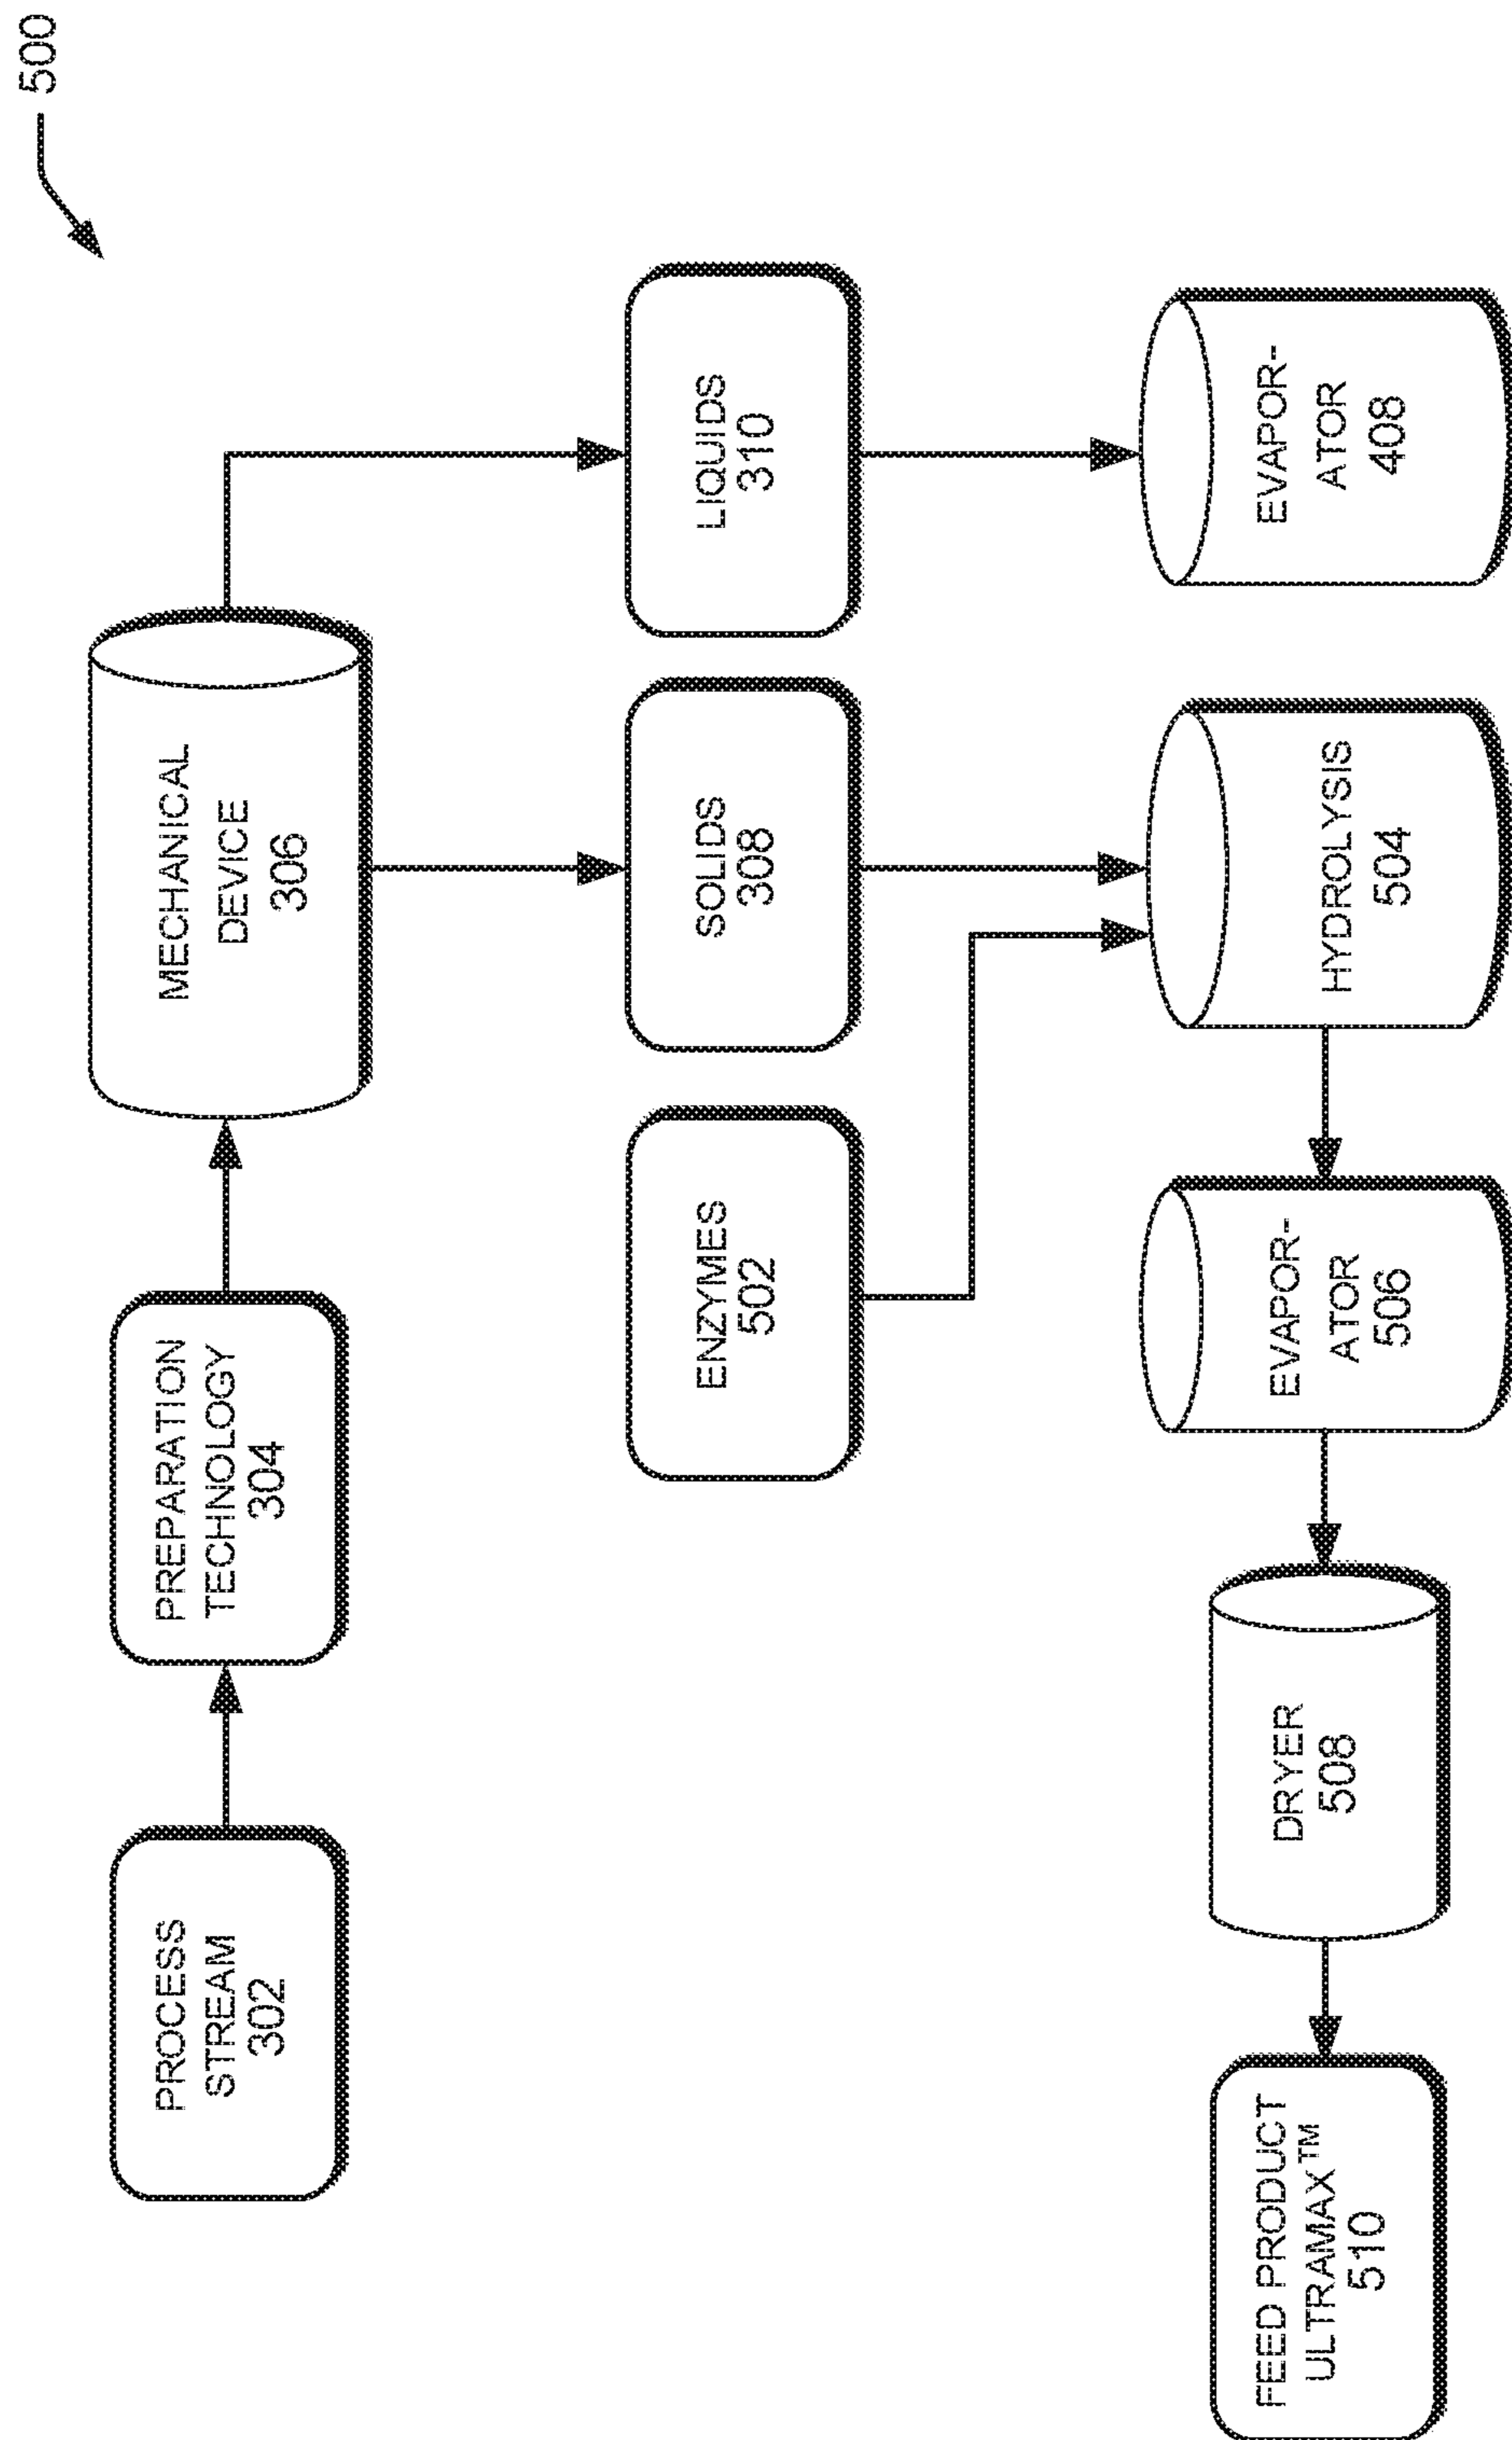 500
PROCESS
STREAM
302
PREPARATION
TECHNOLOGY
304
MECHANICAL
DEVICE
306
ENZYMES
502
SOLIDS
308
LIQUIDS
310
FEED PRODUCT
ULTRAMAX™
510
DRYER
508
EVAPOR-
ATOR
506
HYDROLYSIS
504
EVAPOR-
ATOR
408